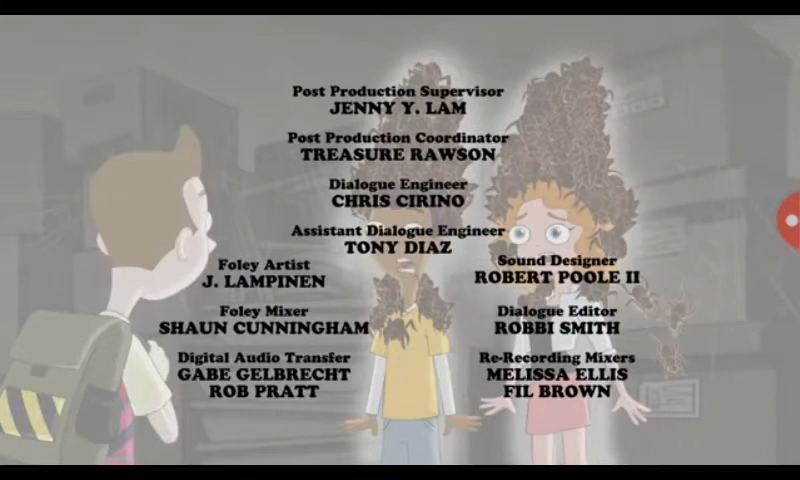 Post Production Supervisor
JENNY Y. LAM
Post Production Coordinator
TREASURE RAWSON
Dialogue Engineer
CHRIS CIRINO
Assistant Dialogue Engineer
TONY DIAZ
Foley Artist
J. LAMPINEN
Foley Mixer
SHAUN CUNNINGHAM
Digital Audio Transfer
GABE GELBRECHT
ROB PRATT
Sound Designer
ROBERT POOLE II
Dialogue Editor
ROBBI SMITH
Re-Recording Mixers
MELISSA ELLIS
FIL BROWN